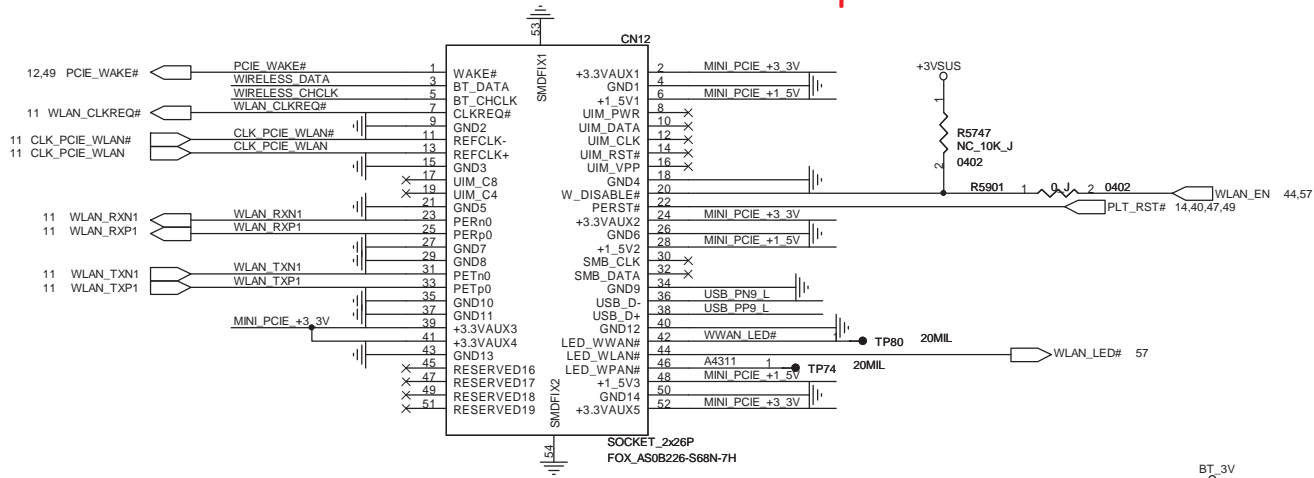 53
CN12
SMDFIX1
12,49 PCIE_WAKE# PCIE_WAKE# 1 WAKE# +3.3VAUX1 2 MINI_PCIE_+3_3V +3VSUS
WIRELESS_DATA 3 BT_DATA GND1 4
WIRELESS_CHCLK 5 BT_CHCLK +1_5V1 6 MINI_PCIE_+1_5V 1
11 WLAN_CLKREQ# WLAN_CLKREQ# 7 CLKREQ# UIM_PWR 8
9 GND2 UIM_DATA 10
11 CLK_PCIE_WLAN# CLK_PCIE_WLAN# 11 REFCLK- UIM_CLK 12 R5747
11 CLK_PCIE_WLAN CLK_PCIE_WLAN 13 REFCLK+ UIM_RST# 14 NC_10K_J
15 GND3 UIM_VPP 16 2 0402
17 UIM_C8 GND4 18
19 UIM_C4 W_DISABLE# 20 R5901 1 0_J 2 0402 WLAN_EN 44,57
21 GND5 PERST# 22 PLT_RST# 14,40,47,49
11 WLAN_RXN1 WLAN_RXN1 23 PERn0 +3.3VAUX2 24 MINI_PCIE_+3_3V
11 WLAN_RXP1 WLAN_RXP1 25 PERp0 GND6 26
27 GND7 +1_5V2 28 MINI_PCIE_+1_5V
29 GND8 SMB_CLK 30
11 WLAN_TXN1 WLAN_TXN1 31 PETn0 SMB_DATA 32
11 WLAN_TXP1 WLAN_TXP1 33 PETp0 GND9 34
35 GND10 USB_D- 36 USB_PN9_L
37 GND11 USB_D+ 38 USB_PP9_L
MINI_PCIE_+3_3V 39 +3.3VAUX3 GND12 40
41 +3.3VAUX4 LED_WWAN# 42 WWAN_LED# 1 TP80 20MIL
43 GND13 LED_WLAN# 44 WLAN_LED# 57
45 RESERVED16 LED_WPAN# 46 A4311 1 TP74 20MIL
47 RESERVED17 +1_5V3 48 MINI_PCIE_+1_5V
49 RESERVED18 GND14 50
51 RESERVED19 +3.3VAUX5 52 MINI_PCIE_+3_3V
SMDFIX2
54
SOCKET_2x26P
FOX_AS0B226-S68N-7H
BT_3V